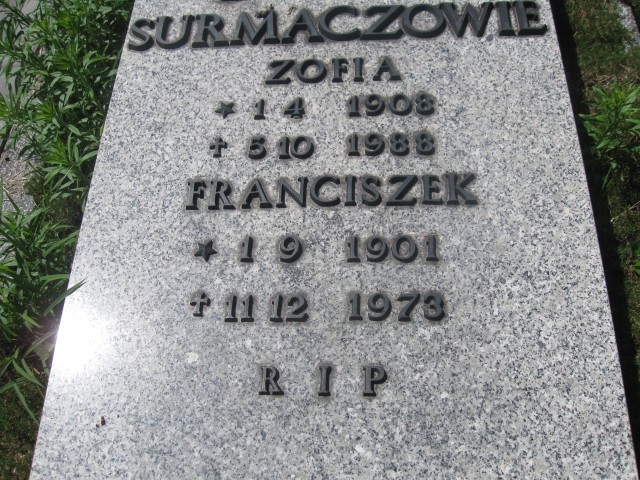 SURMACZOWIE
ZOFIA
★ 1 4 1908
✝ 5 10 1988
FRANCISZEK
★ 1 9 1901
✝ 11 12 1973
R I P